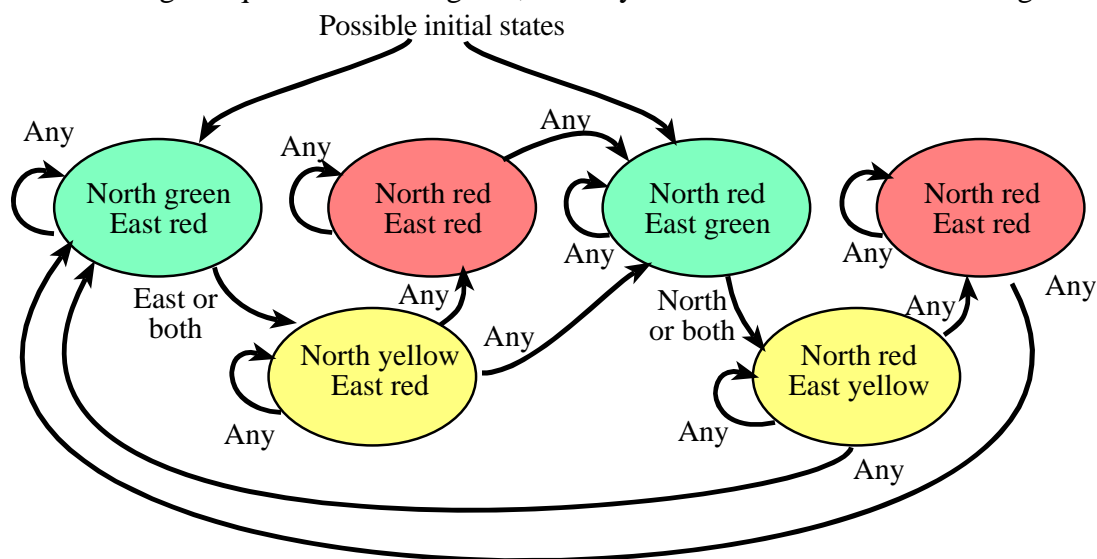 Possible initial states
Any
North green
East red
Any
North red
East red
Any
North red
East green
Any
North red
East red
Any
Any
Any
East or
both
Any
North yellow
East red
Any
Any
North
or both
Any
North red
East yellow
Any
Any